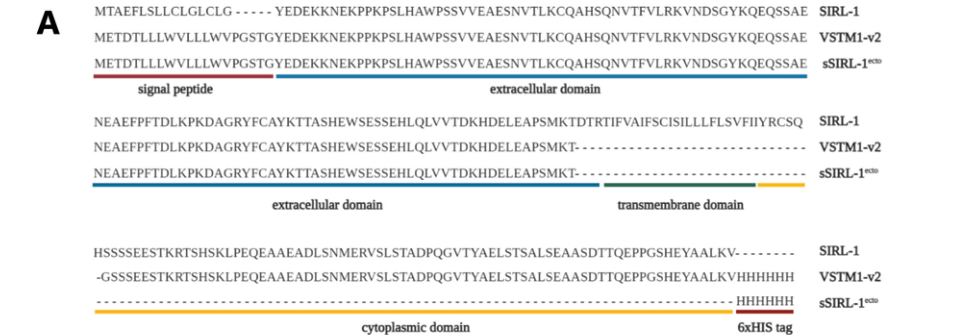 A
MTAEFLSLLCLGLCLG-----YEDEKKNEKPPKPSLHAWPSSVVEAESNVTLKCQAHSQNVTFVLRKVNDSGYKQEQSSAE SIRL-1
METDTLLLWVLLLWVPGSTGYEDEKKNEKPPKPSLHAWPSSVVEAESNVTLKCQAHSQNVTFVLRKVNDSGYKQEQSSAE VSTM1-v2
METDTLLLWVLLLWVPGSTGYEDEKKNEKPPKPSLHAWPSSVVEAESNVTLKCQAHSQNVTFVLRKVNDSGYKQEQSSAE sSIRL-1ecto
signal peptide extracellular domain
NEAEFPFTDLKPKDAGRYFCAYKTTASHEWSESSEHLQLVVTDKHDELEAPSMKTDTRTIFVAIFSCISILLLFLSVFIIYRCSQ SIRL-1
NEAEFPFTDLKPKDAGRYFCAYKTTASHEWSESSEHLQLVVTDKHDELEAPSMKT------------------------------ VSTM1-v2
NEAEFPFTDLKPKDAGRYFCAYKTTASHEWSESSEHLQLVVTDKHDELEAPSMKT------------------------------ sSIRL-1ecto
extracellular domain transmembrane domain
HSSSSEESTKRTSHSKLPEQEAAEADLSNMERVSLSTADPQGVTYAELSTSALSEAASDTTQEPPGSHEYAALKV-------- SIRL-1
-GSSSEESTKRTSHSKLPEQEAAEADLSNMERVSLSTADPQGVTYAELSTSALSEAASDTTQEPPGSHEYAALKVHHHHHH VSTM1-v2
---------------------------------------------------------------------------HHHHHH sSIRL-1ecto
cytoplasmic domain 6xHIS tag